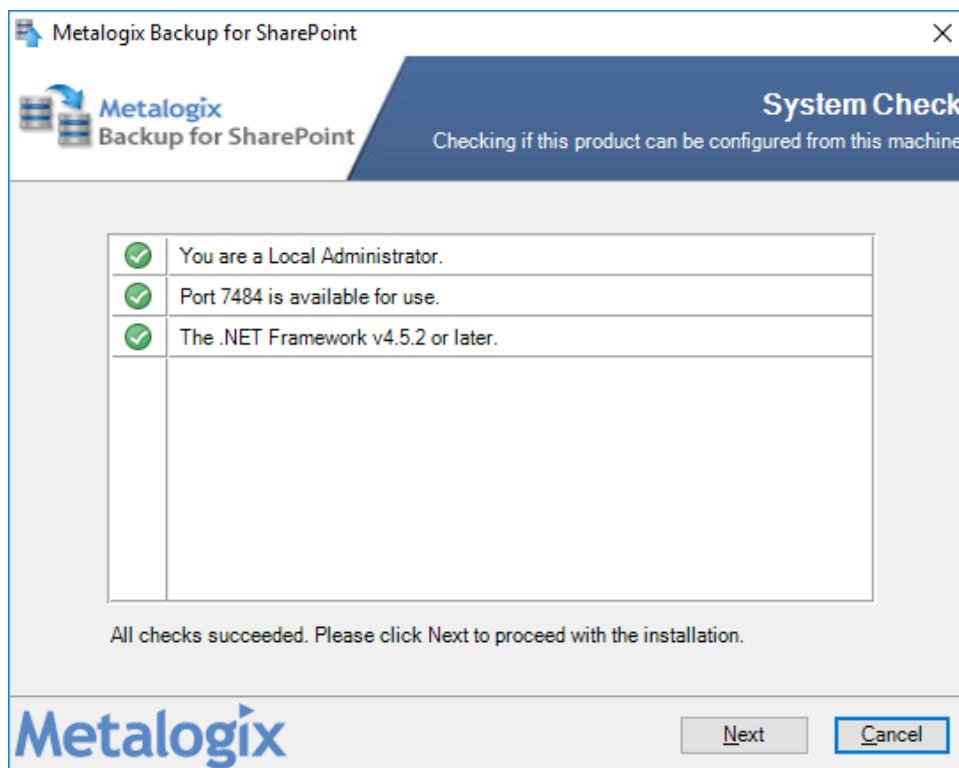 Metalogix Backup for SharePoint
Metalogix
Backup for SharePoint
System Check
Checking if this product can be configured from this machine
You are a Local Administrator.
Port 7484 is available for use.
The .NET Framework v4.5.2 or later.
All checks succeeded. Please click Next to proceed with the installation.
Metalogix
Next
Cancel